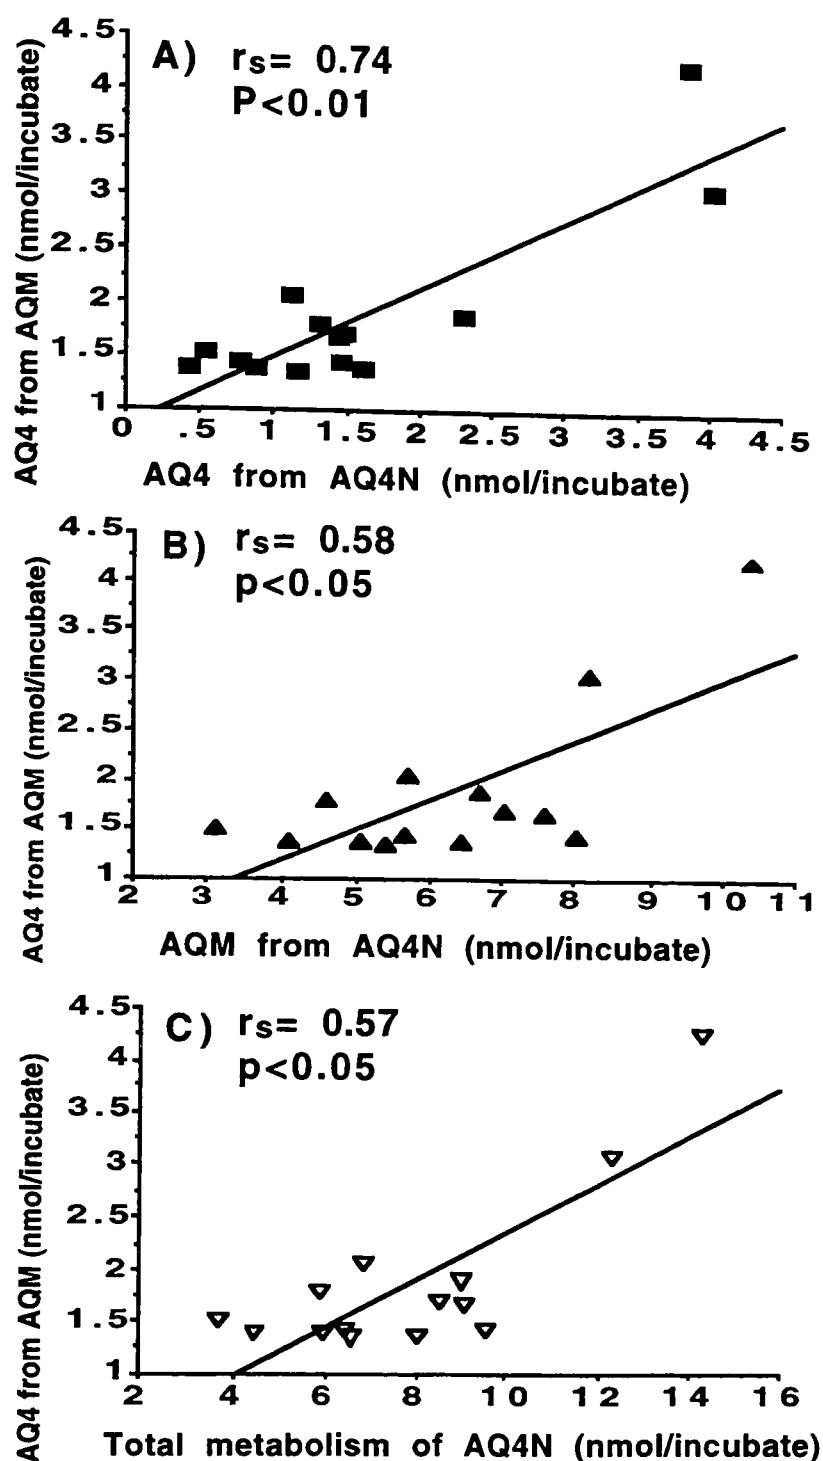 A) rs= 0.74
P<0.01
AQ4 from AQM (nmol/incubate)
4.5
4
3.5
3
2.5
2
1.5
1
0 .5 1 1.5 2 2.5 3 3.5 4 4.5
AQ4 from AQ4N (nmol/incubate)
B) rs= 0.58
p<0.05
AQ4 from AQM (nmol/incubate)
4.5
4
3.5
3
2.5
2
1.5
1
2 3 4 5 6 7 8 9 10 11
AQM from AQ4N (nmol/incubate)
C) rs= 0.57
p<0.05
AQ4 from AQM (nmol/incubate)
4.5
4
3.5
3
2.5
2
1.5
1
2 4 6 8 10 12 14 16
Total metabolism of AQ4N (nmol/incubate)